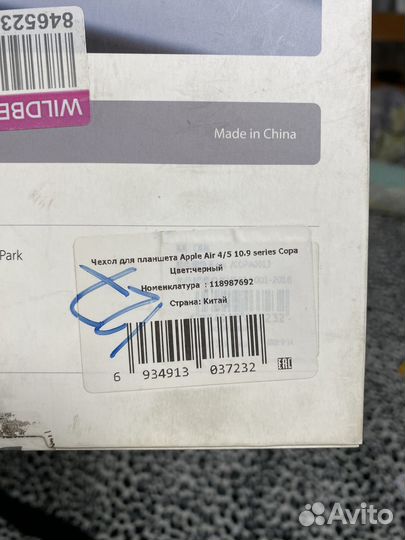 846523
WILDBE
Made in China
Park
Чехол для планшета Apple Air 4/5 10.9 series Copa
Цвет:черный
Номенклатура : 118987692
Страна: Китай
6 934913 037232
EAC
Avito